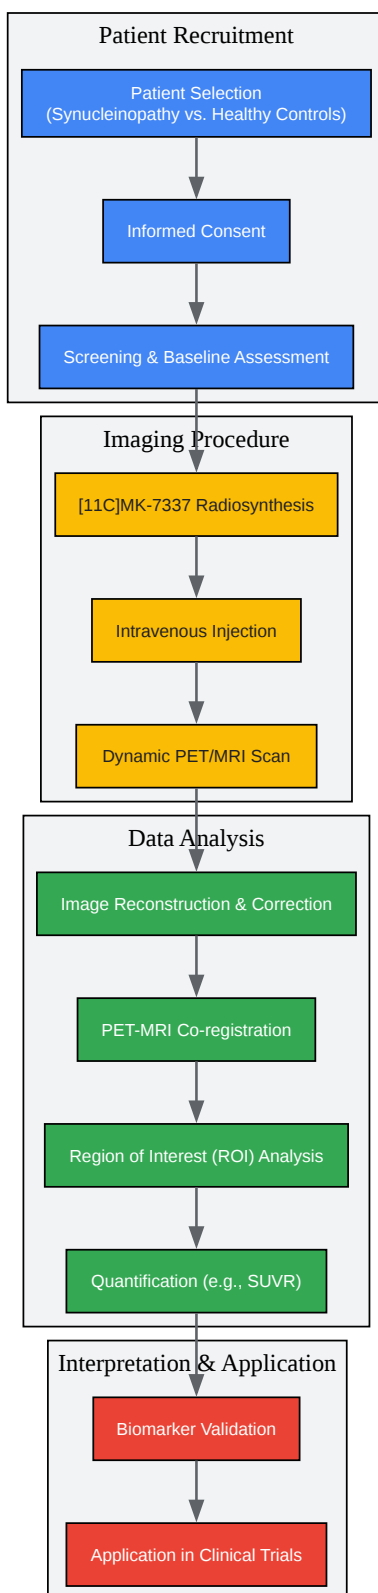 Patient Recruitment
Patient Selection
(Synucleinopathy vs. Healthy Controls)
Informed Consent
Screening & Baseline Assessment
Imaging Procedure
[11C]MK-7337 Radiosynthesis
Intravenous Injection
Dynamic PET/MRI Scan
Data Analysis
Image Reconstruction & Correction
PET-MRI Co-registration
Region of Interest (ROI) Analysis
Quantification (e.g., SUVR)
Interpretation & Application
Biomarker Validation
Application in Clinical Trials